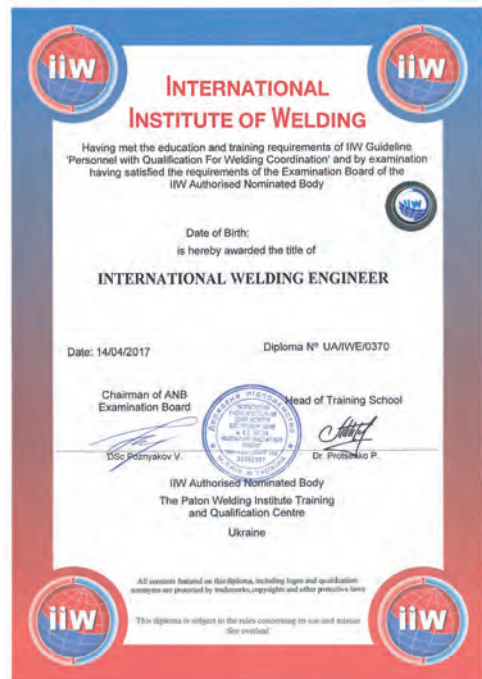 iiw
iiw
INTERNATIONAL
INSTITUTE OF WELDING
Having met the education and training requirements of IIW Guideline
'Personnel with Qualification For Welding Coordination' and by examination
having satisfied the requirements of the Examination Board of the
IIW Authorised Nominated Body
iiw
Date of Birth:
is hereby awarded the title of
INTERNATIONAL WELDING ENGINEER
Date: 14/04/2017
Diploma Nº UA/IWE/0370
Chairman of ANB
Examination Board
Head of Training School
Державне підприємство
DSc Poznyakov V.
Dr. Protsenko P.
IIW Authorised Nominated Body
The Paton Welding Institute Training
and Qualification Centre
Ukraine
All contents featured on this diploma, including logos and qualification
acronyms are protected by trademarks, copyrights and other protective laws
This diploma is subject to the rules concerning its use and misuse
See overleaf
iiw
iiw